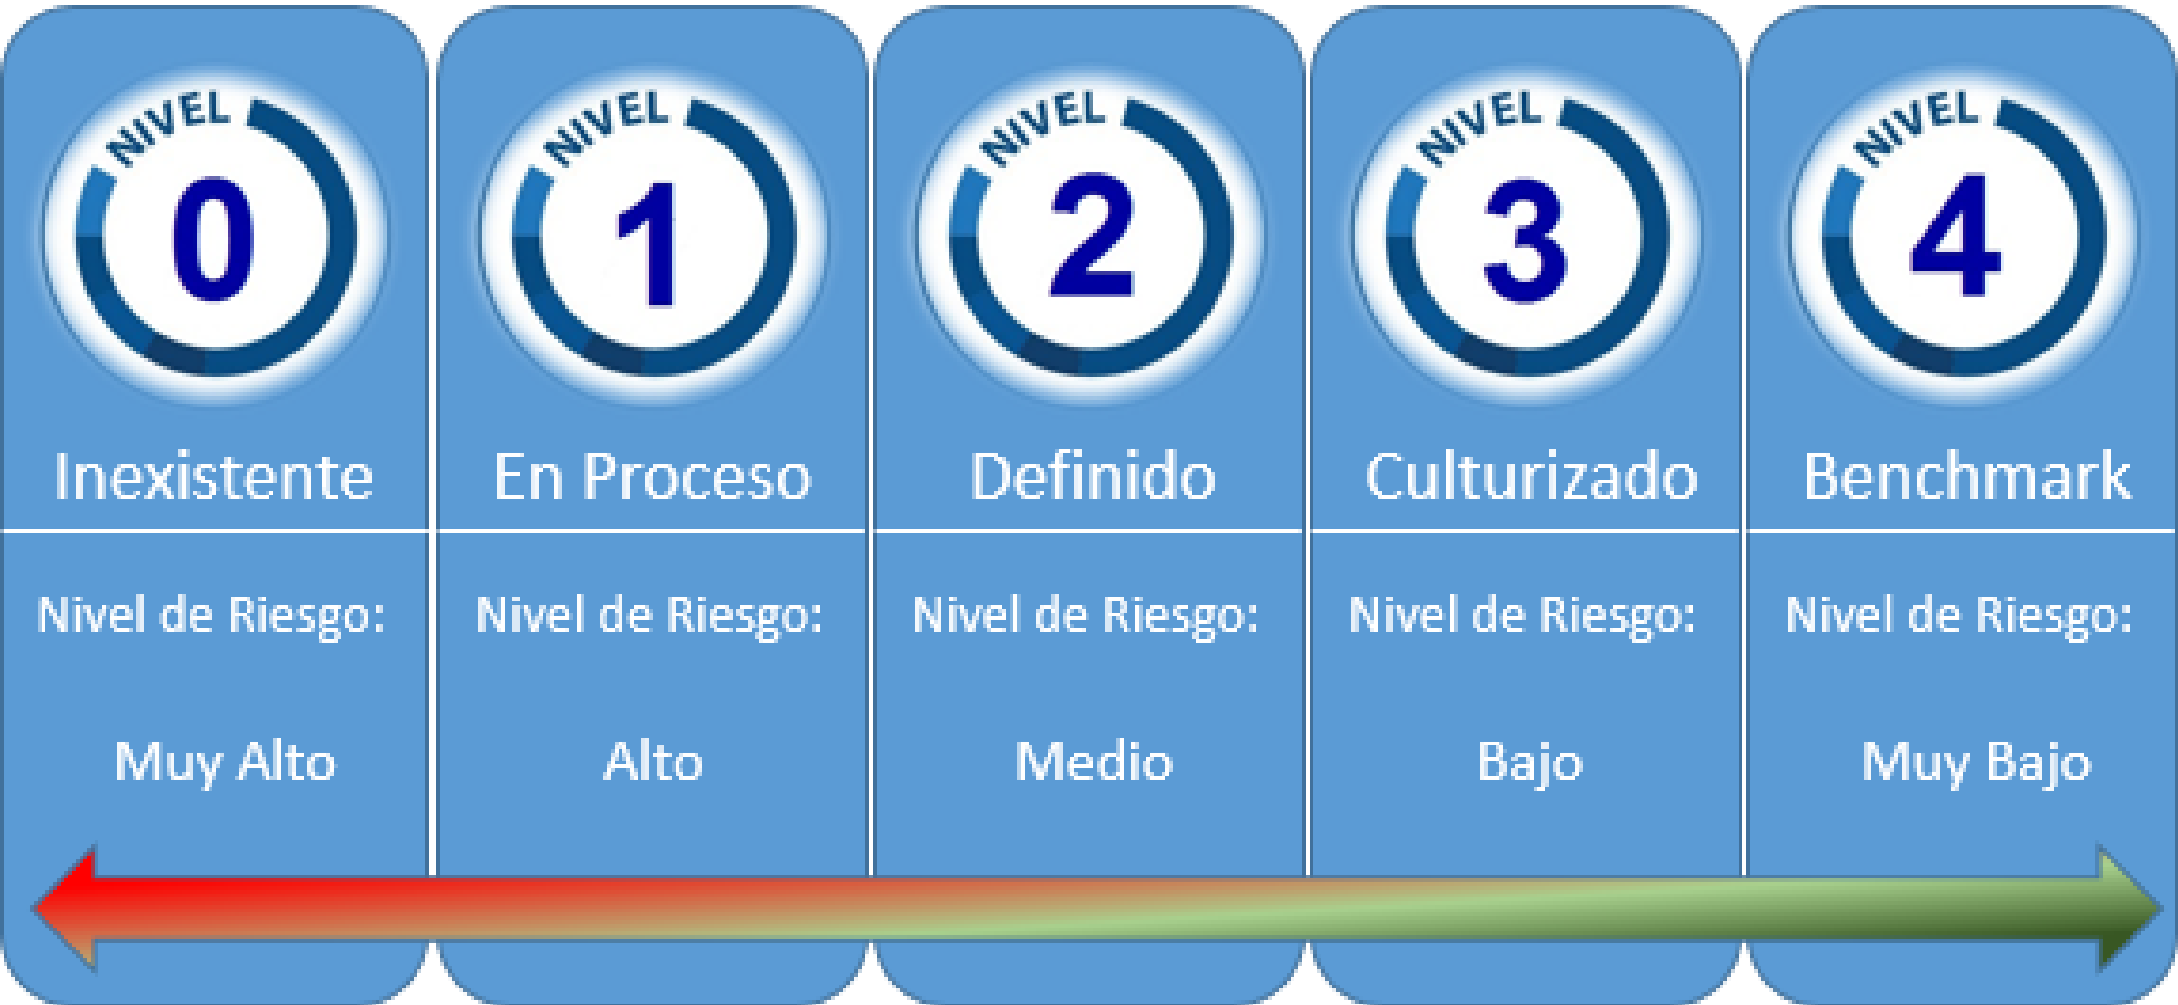 NIVEL
0
Inexistente
Nivel de Riesgo:
Muy Alto
NIVEL
1
En Proceso
Nivel de Riesgo:
Alto
NIVEL
2
Definido
Nivel de Riesgo:
Medio
NIVEL
3
Culturizado
Nivel de Riesgo:
Bajo
NIVEL
4
Benchmark
Nivel de Riesgo:
Muy Bajo